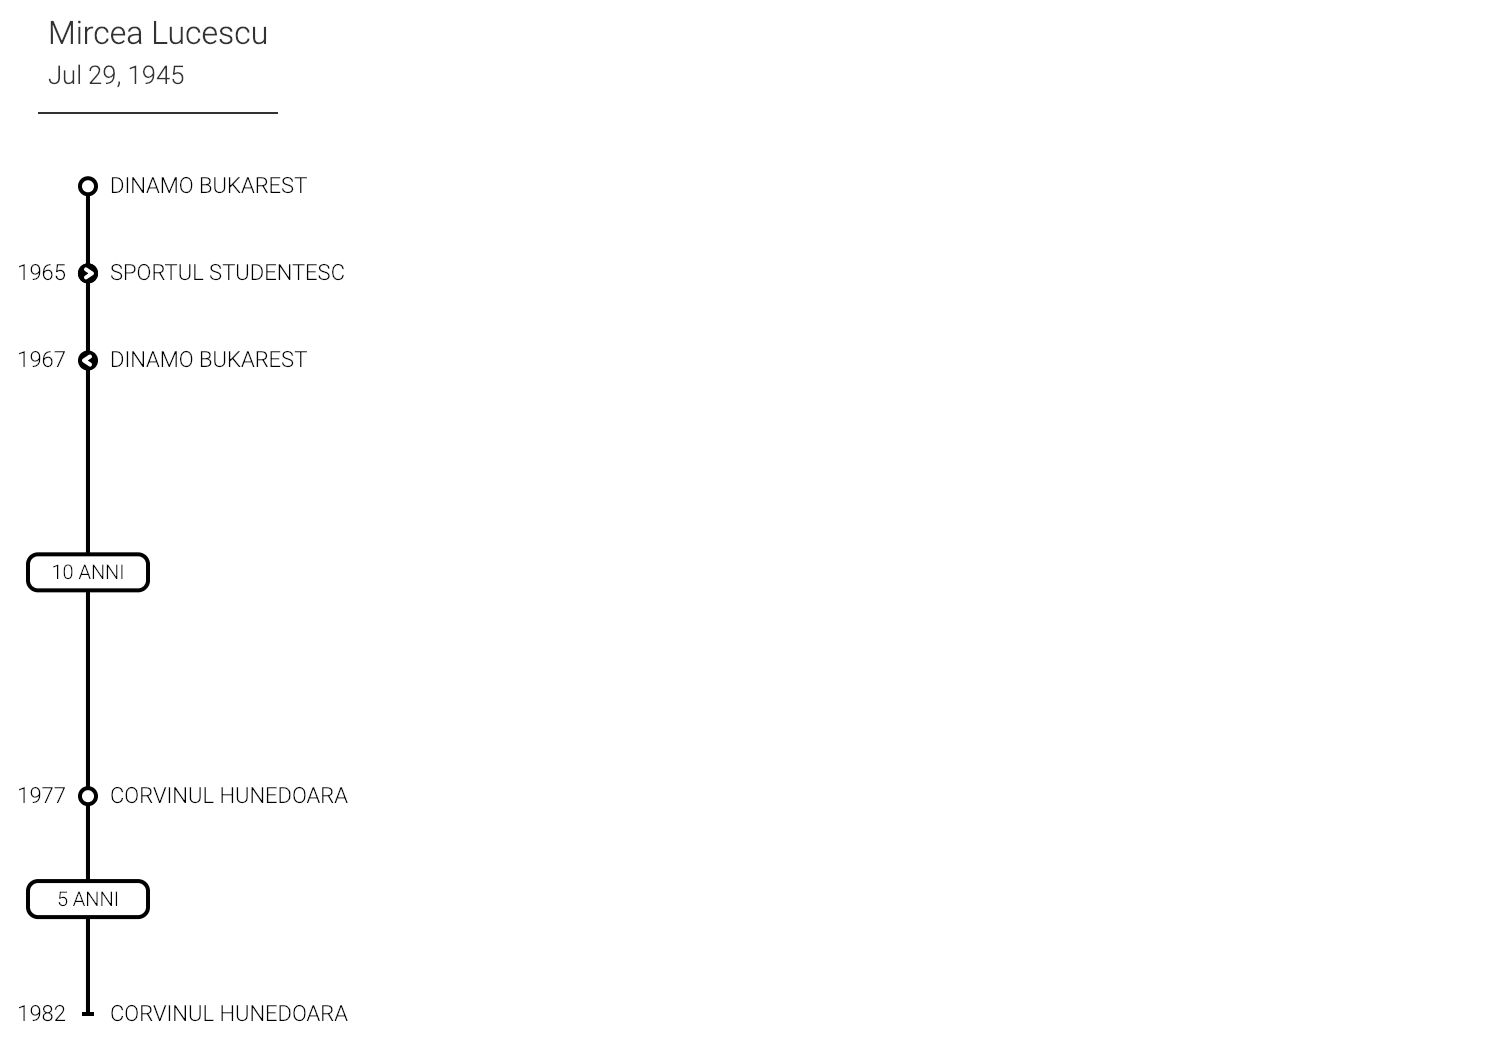 Mircea Lucescu
Jul 29, 1945
DINAMO BUKAREST
1965 SPORTUL STUDENTESC
1967 DINAMO BUKAREST
10 ANNI
1977 CORVINUL HUNEDOARA
5 ANNI
1982 CORVINUL HUNEDOARA